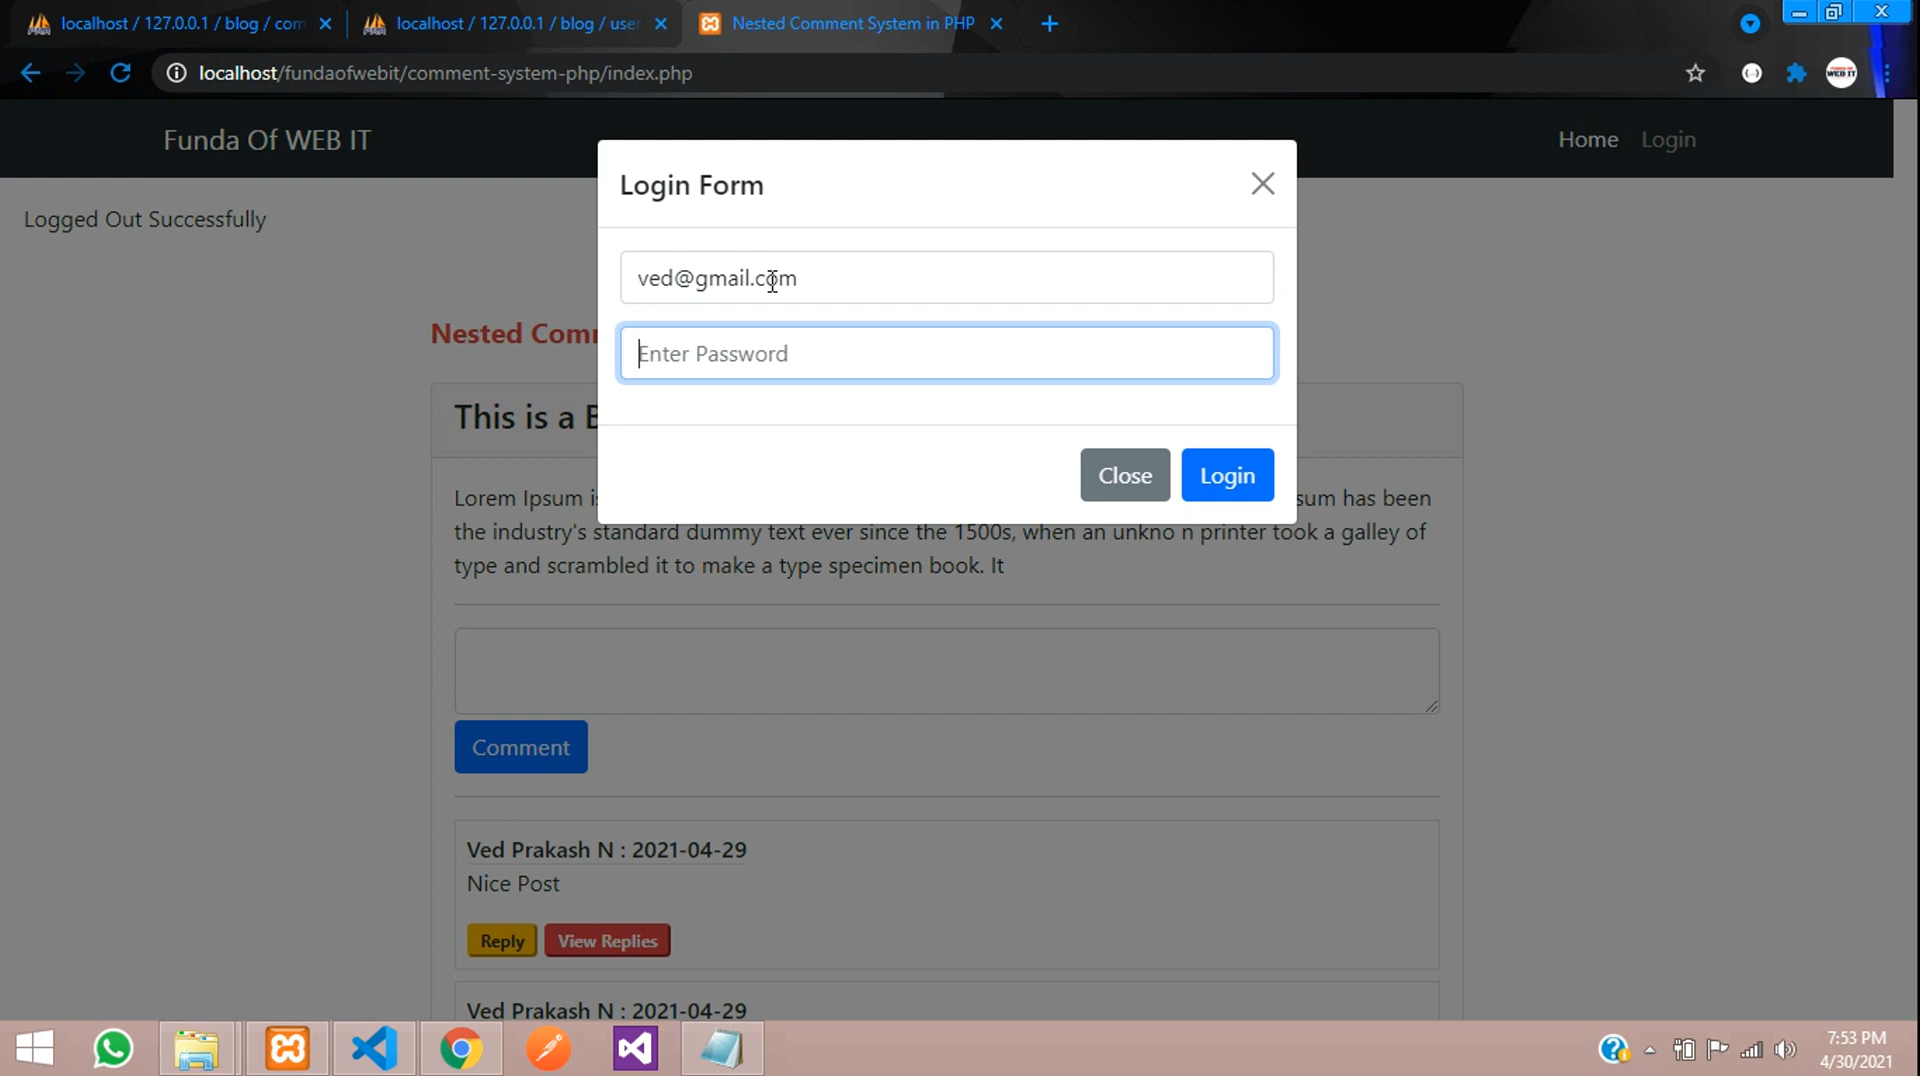 localhost / 127.0.0.1 / blog / com
localhost / 127.0.0.1 / blog / user
Nested Comment System in PHP
localhost/fundaofwebit/comment-system-php/index.php
Funda Of WEB IT
Home
Login
Logged Out Successfully
Login Form
ved@gmail.com
Enter Password
Close
Login
Nested Comm
This is a B
Lorem Ipsum is sum has been
the industry's standard dummy text ever since the 1500s, when an unkno n printer took a galley of
type and scrambled it to make a type specimen book. It
Comment
Ved Prakash N : 2021-04-29
Nice Post
Reply
View Replies
Ved Prakash N : 2021-04-29
7:53 PM
4/30/2021